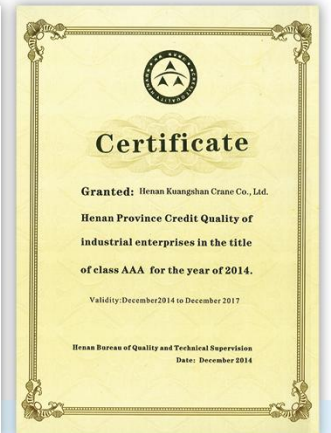 Certificate
Granted: Henan Kuangshan Crane Co., Ltd.
Henan Province Credit Quality of
industrial enterprises in the title
of class AAA for the year of 2014.
Validity:December2014 to December 2017
Henan Bureau of Quality and Technical Supervision
Date: December 2014